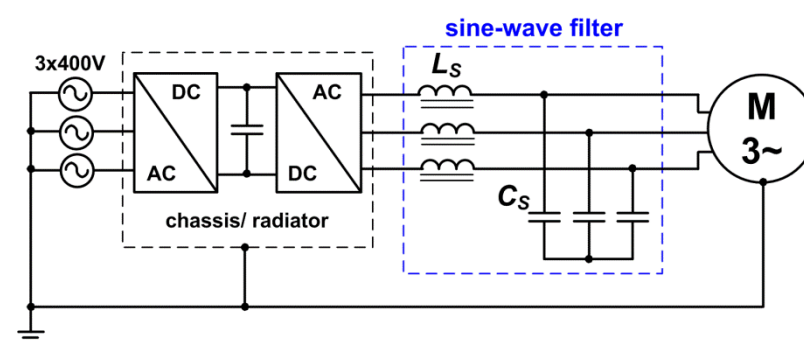 sine-wave filter
3x400V
L_S
DC
AC
AC
DC
M
3~
C_S
chassis/ radiator